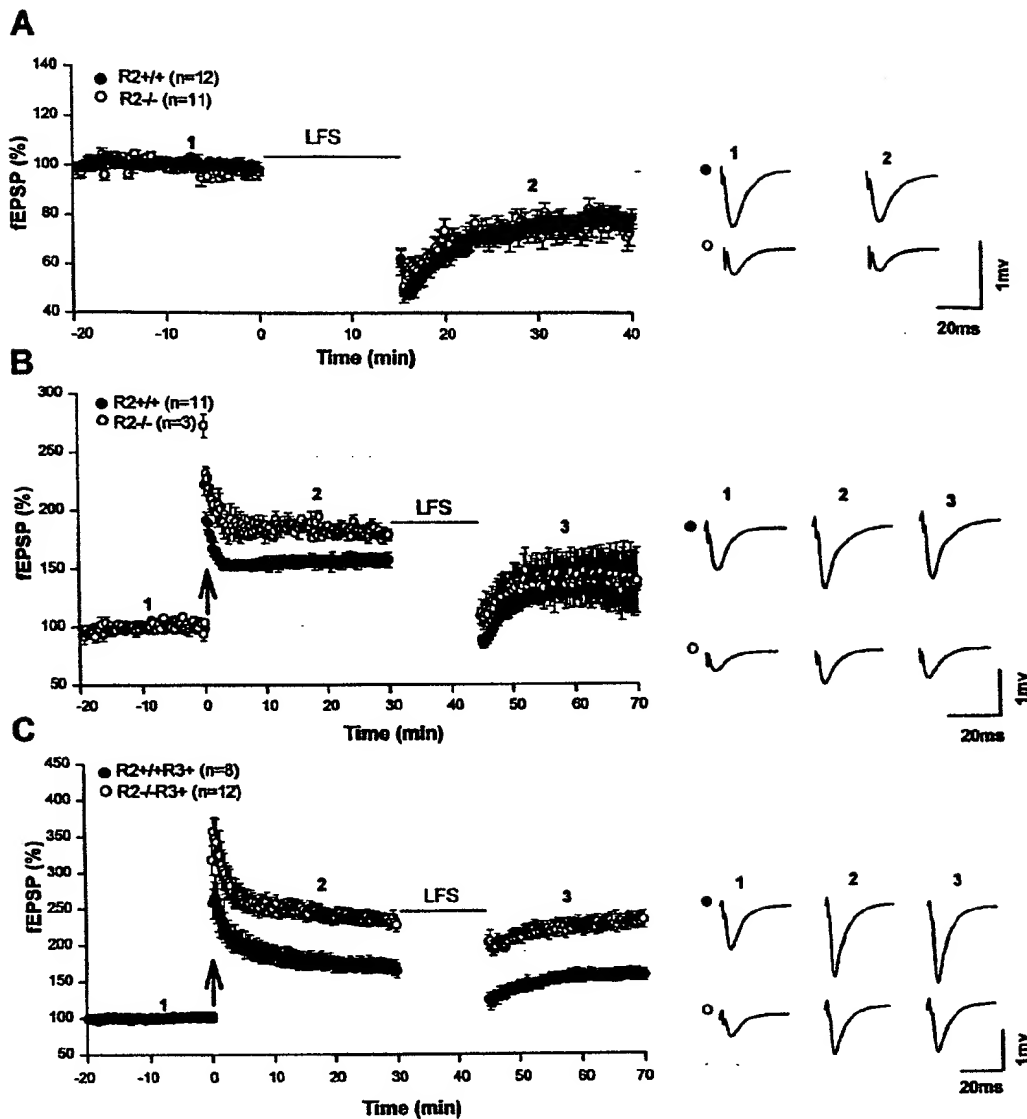 A
140
120
100
80
60
40
fEPSP (%)
R2+/+ (n=12)
R2-/- (n=11)
1
LFS
2
-20
-10
0
10
20
30
40
Time (min)
1
2
1mv
20ms
B
300
250
200
150
100
50
fEPSP (%)
R2+/+ (n=11)
R2-/- (n=3)
1
2
LFS
3
-20
-10
0
10
20
30
40
50
60
70
Time (min)
1
2
3
1mv
20ms
C
450
400
350
300
250
200
150
100
50
fEPSP (%)
R2+/+R3+ (n=8)
R2-/-R3+ (n=12)
1
2
LFS
3
-20
-10
0
10
20
30
40
50
60
70
Time (min)
1
2
3
1mv
20ms